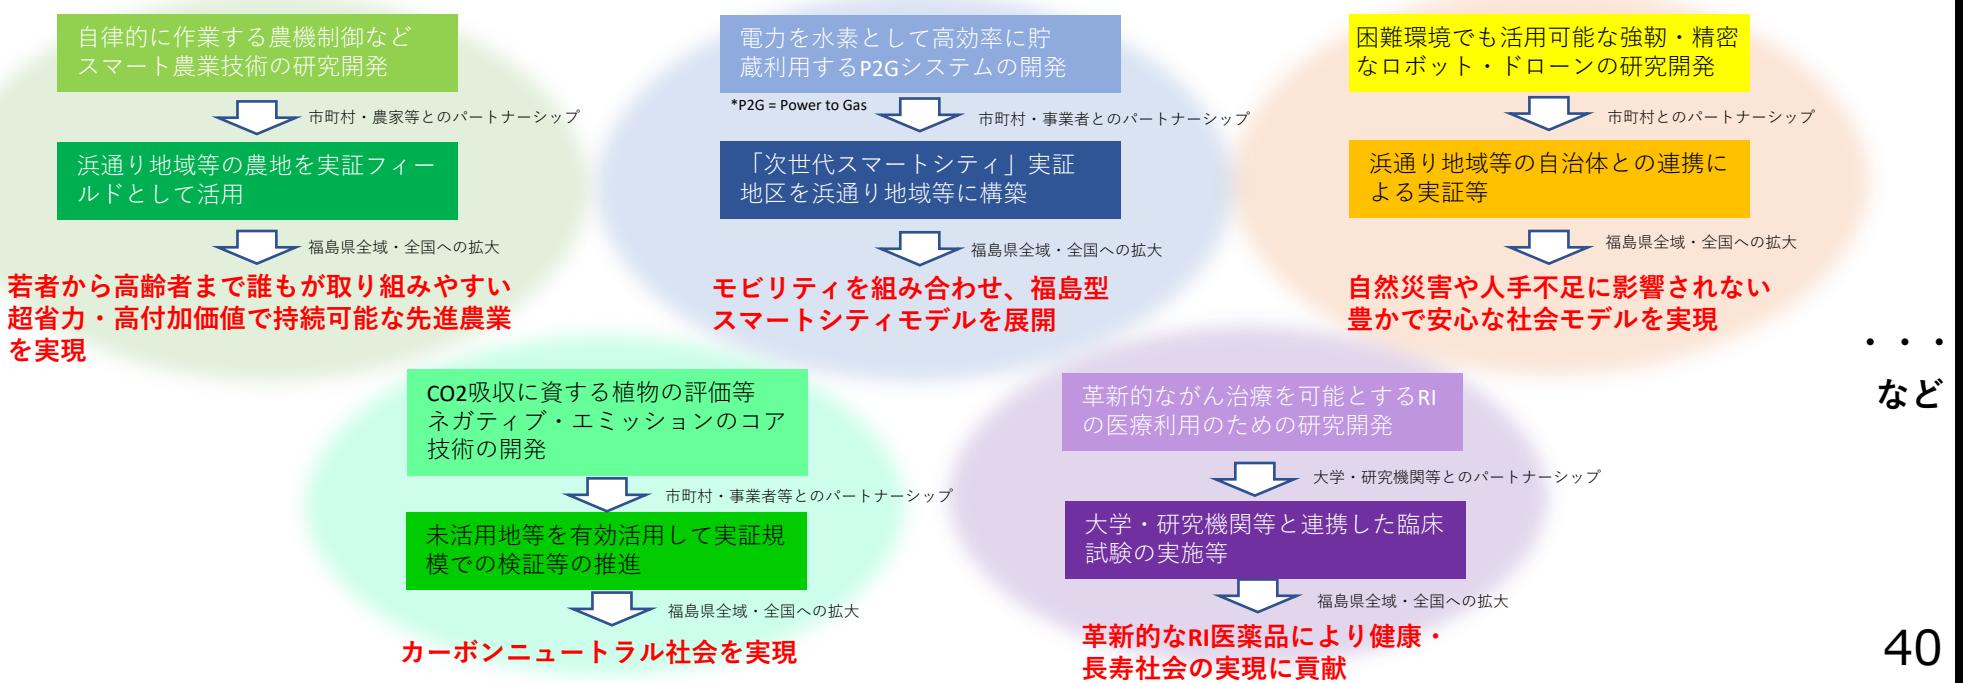 自律的に作業する農機制御など
スマート農業技術の研究開発
市町村・農家等とのパートナーシップ
浜通り地域等の農地を実証フィー
ルドとして活用
福島県全域・全国への拡大
若者から高齢者まで誰もが取り組みやすい
超省力・高付加価値で持続可能な先進農業
を実現
電力を水素として高効率に貯
蔵利用するP2Gシステムの開発
*P2G = Power to Gas
市町村・事業者とのパートナーシップ
「次世代スマートシティ」実証
地区を浜通り地域等に構築
福島県全域・全国への拡大
モビリティを組み合わせ、福島型
スマートシティモデルを展開
困難環境でも活用可能な強靭・精密
なロボット・ドローンの研究開発
市町村とのパートナーシップ
浜通り地域等の自治体との連携に
よる実証等
福島県全域・全国への拡大
自然災害や人手不足に影響されない
豊かで安心な社会モデルを実現
・・・
など
CO2吸収に資する植物の評価等
ネガティブ・エミッションのコア
技術の開発
市町村・事業者等とのパートナーシップ
未活用地等を有効活用して実証規
模での検証等の推進
福島県全域・全国への拡大
カーボンニュートラル社会を実現
革新的ながん治療を可能とするRI
の医療利用のための研究開発
大学・研究機関等とのパートナーシップ
大学・研究機関等と連携した臨床
試験の実施等
福島県全域・全国への拡大
革新的なRI医薬品により健康・
長寿社会の実現に貢献
40